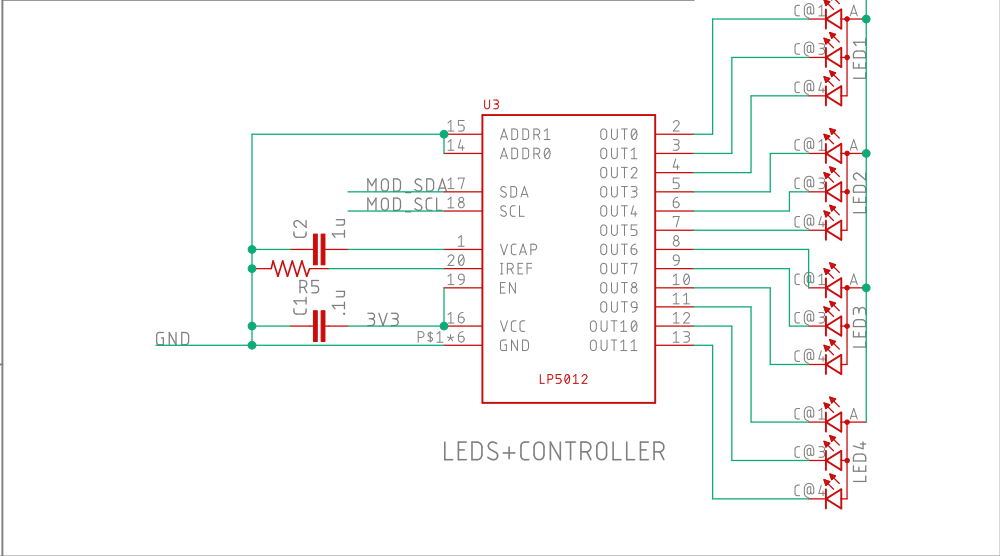 C@1 A
C@3
C@4
LED1
U3
15 ADDR1 OUT0 2
14 ADDR0 OUT1 3
OUT2 4
MOD_SDA 17 SDA OUT3 5
MOD_SCL 18 SCL OUT4 6
OUT5 7
C@1 A
C@3
C@4
LED2
C2 1u
1 VCAP OUT6 8
20 IREF OUT7 9
R5
19 EN OUT8 10
OUT9 11
C1 .1u
3V3 16 VCC OUT10 12
GND P$1*6 GND OUT11 13
C@1 A
C@3
C@4
LED3
LP5012
C@1 A
C@3
C@4
LED4
LEDS+CONTROLLER